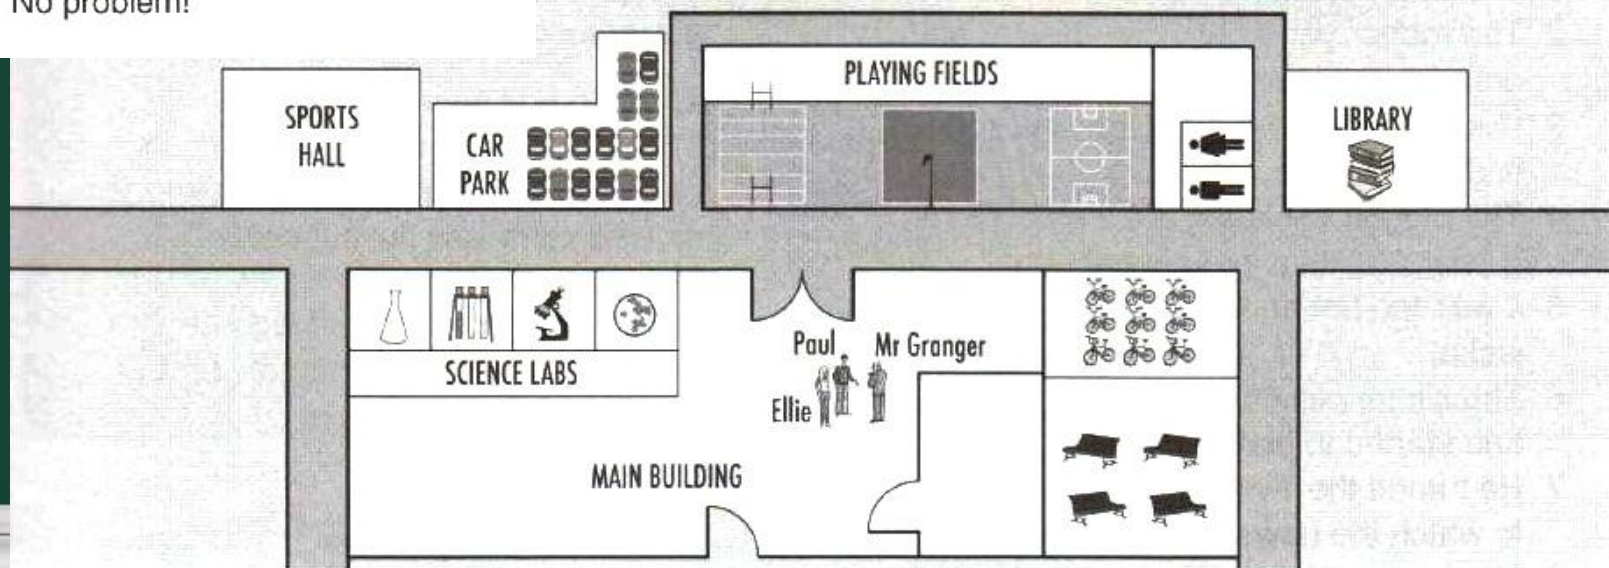 No problem!
PLAYING FIELDS
SPORTS
HALL
CAR
PARK
LIBRARY
SCIENCE LABS
Paul
Mr Granger
Ellie
MAIN BUILDING